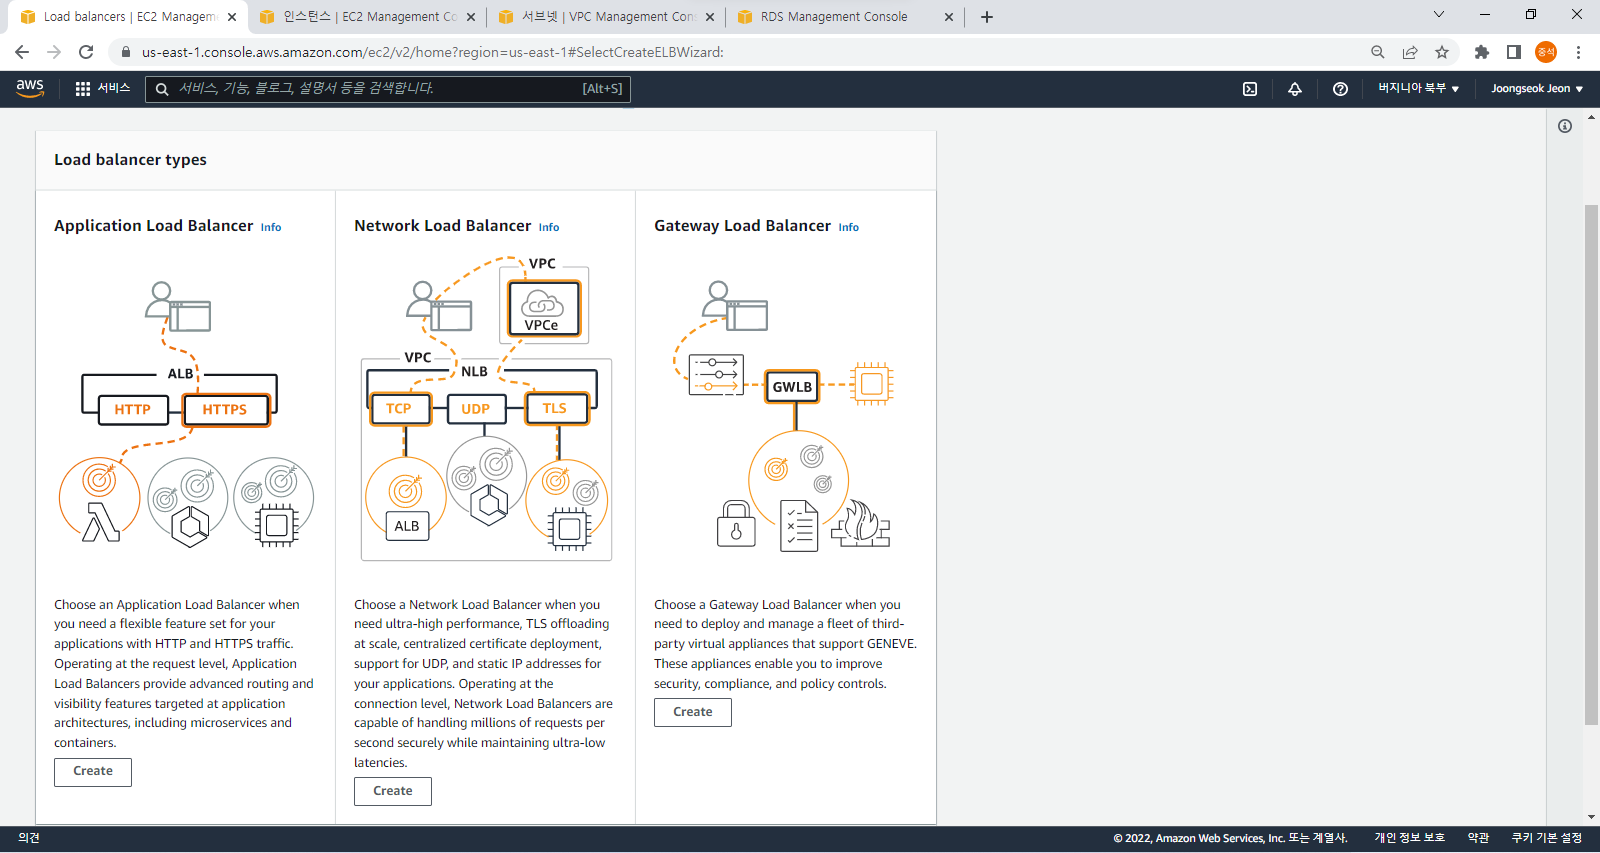 Load balancers | EC2 Managem
인스턴스 | EC2 Management Co
서브넷 | VPC Management Con
RDS Management Console
us-east-1.console.aws.amazon.com/ec2/v2/home?region=us-east-1#SelectCreateELBWizard:
중석
aws
서비스
서비스, 기능, 블로그, 설명서 등을 검색합니다.
[Alt+S]
버지니아 북부
Joongseok Jeon
Load balancer types
Application Load Balancer Info
ALB
HTTP
HTTPS
Choose an Application Load Balancer when
you need a flexible feature set for your
applications with HTTP and HTTPS traffic.
Operating at the request level, Application
Load Balancers provide advanced routing and
visibility features targeted at application
architectures, including microservices and
containers.
Create
Network Load Balancer Info
VPC
VPCe
VPC
NLB
TCP
UDP
TLS
ALB
Choose a Network Load Balancer when you
need ultra-high performance, TLS offloading
at scale, centralized certificate deployment,
support for UDP, and static IP addresses for
your applications. Operating at the
connection level, Network Load Balancers are
capable of handling millions of requests per
second securely while maintaining ultra-low
latencies.
Create
Gateway Load Balancer Info
GWLB
Choose a Gateway Load Balancer when you
need to deploy and manage a fleet of third-
party virtual appliances that support GENEVE.
These appliances enable you to improve
security, compliance, and policy controls.
Create
의견
© 2022, Amazon Web Services, Inc. 또는 계열사.
개인 정보 보호
약관
쿠키 기본 설정